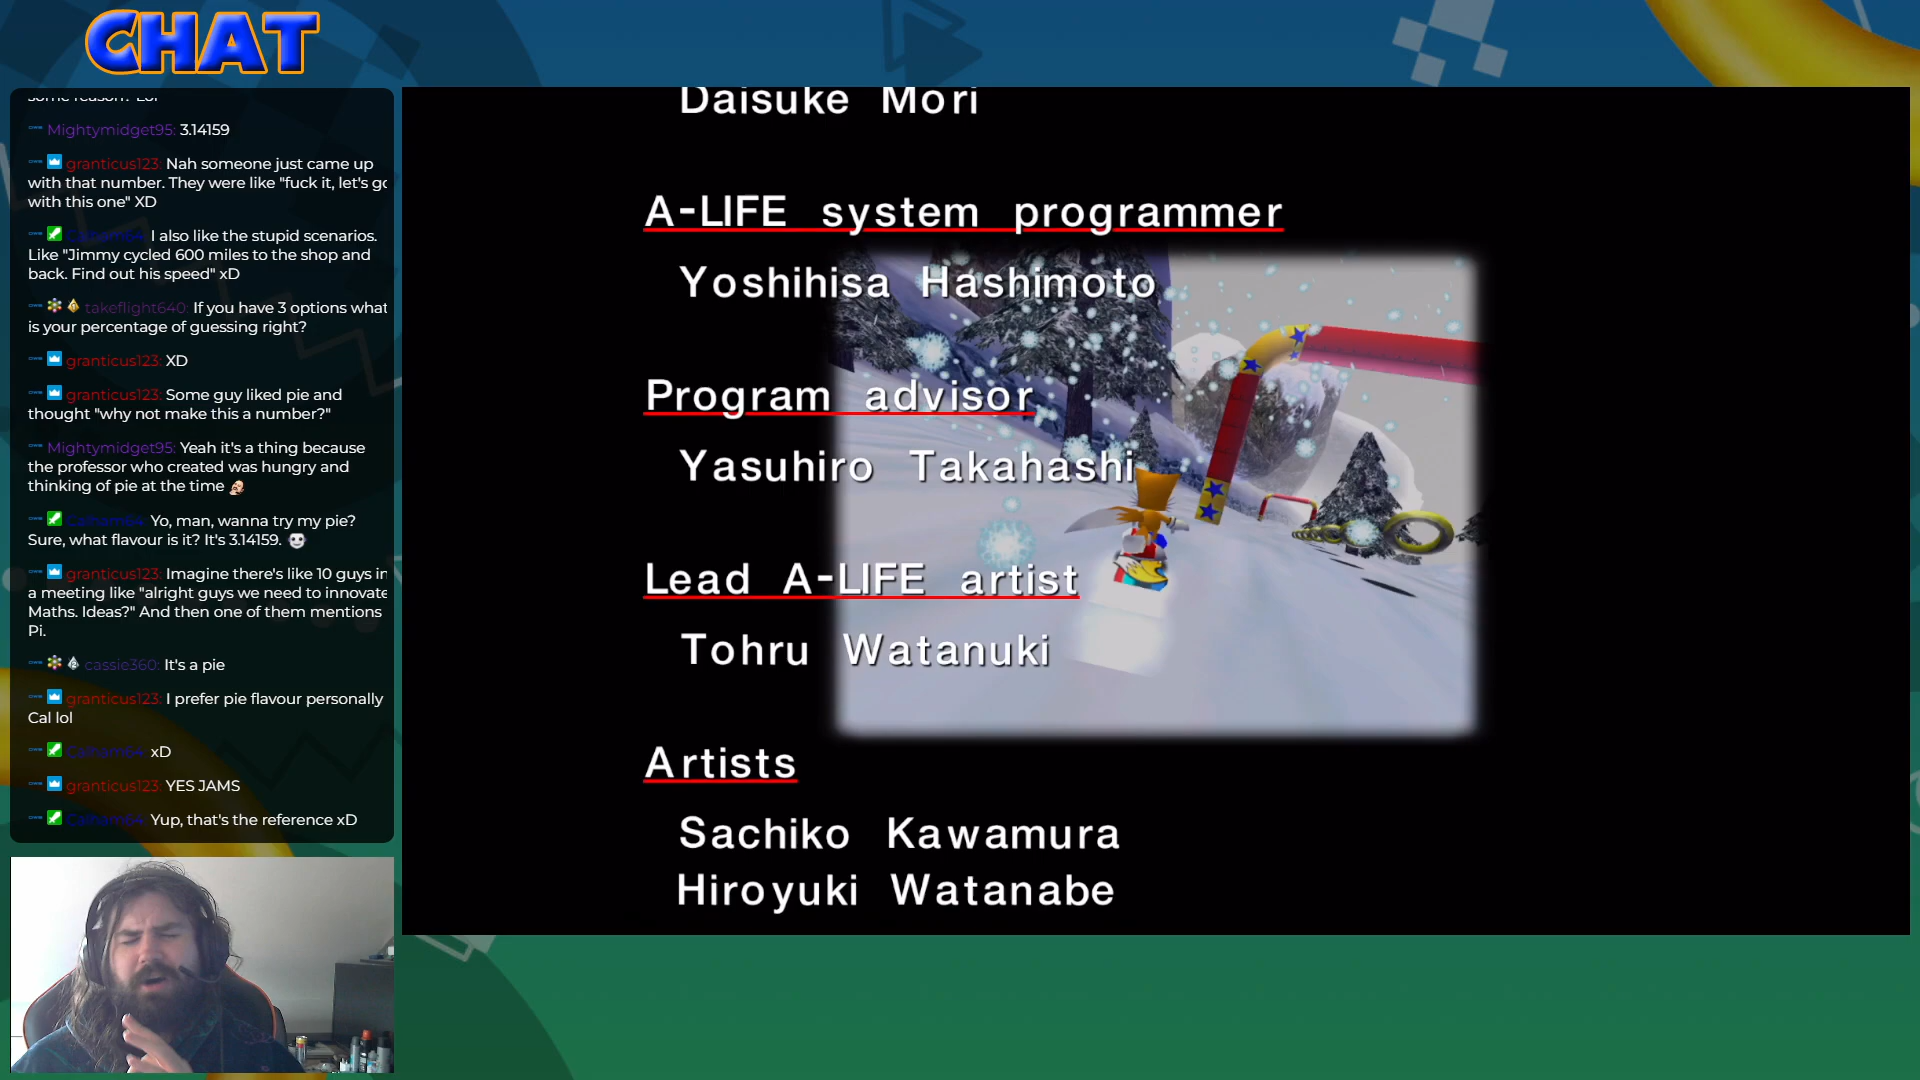 CHAT
Mightymidget95: 3.14159
granticus123: Nah someone just came up
with that number. They were like "fuck it, let's go
with this one" XD
Calham64: I also like the stupid scenarios.
Like "Jimmy cycled 600 miles to the shop and
back. Find out his speed" xD
takeflight640: If you have 3 options what
is your percentage of guessing right?
granticus123: XD
granticus123: Some guy liked pie and
thought "why not make this a number?"
Mightymidget95: Yeah it's a thing because
the professor who created was hungry and
thinking of pie at the time
Calham64: Yo, man, wanna try my pie?
Sure, what flavour is it? It's 3.14159.
granticus123: Imagine there's like 10 guys in
a meeting like "alright guys we need to innovate
Maths. Ideas?" And then one of them mentions
Pi.
cassie360: It's a pie
granticus123: I prefer pie flavour personally
Cal lol
Calham64: xD
granticus123: YES JAMS
Calham64: Yup, that's the reference xD
Daisuke Mori
A-LIFE system programmer
Yoshihisa Hashimoto
Program advisor
Yasuhiro Takahashi
Lead A-LIFE artist
Tohru Watanuki
Artists
Sachiko Kawamura
Hiroyuki Watanabe